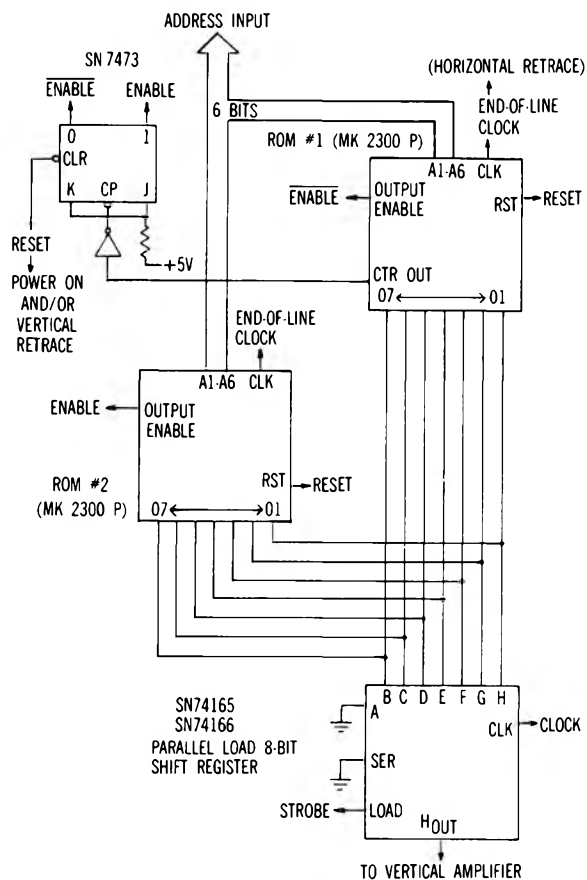 ADDRESS INPUT
SN 7473
ENABLE
ENABLE
0
1
CLR
K
CP
J
RESET
+5V
POWER ON
AND/OR
VERTICAL
RETRACE
6 BITS
(HORIZONTAL RETRACE)
END-OF-LINE
CLOCK
ROM #1 (MK 2300 P)
A1-A6
CLK
ENABLE
OUTPUT
ENABLE
RST
RESET
CTR OUT
07
01
END-OF-LINE
CLOCK
A1-A6
CLK
ENABLE
OUTPUT
ENABLE
ROM #2
(MK 2300 P)
RST
RESET
07
01
B C D E F G H
A
SN74165
SN74166
PARALLEL LOAD 8-BIT
SHIFT REGISTER
CLK
CLOCK
SER
STROBE
LOAD
HOUT
TO VERTICAL AMPLIFIER